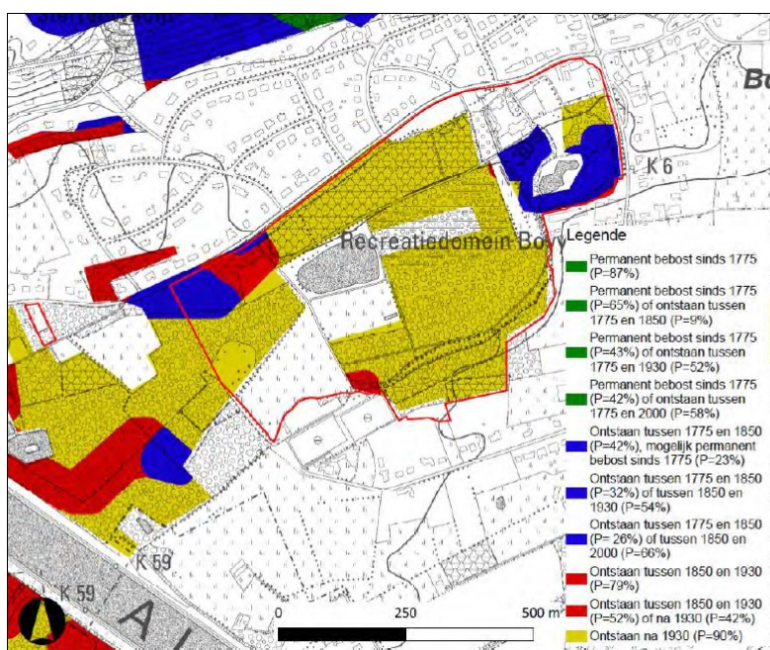 K 6
Recreatiedomein Bovy
Legende
Permanent bebost sinds 1775
(P=87%)
Permanent bebost sinds 1775
(P=65%) of ontstaan tussen
1775 en 1850 (P=9%)
Permanent bebost sinds 1775
(P=43%) of ontstaan tussen
1775 en 1930 (P=52%)
Permanent bebost sinds 1775
(P=42%) of ontstaan tussen
1775 en 2000 (P=58%)
Ontstaan tussen 1775 en 1850
(P=42%), mogelijk permanent
bebost sinds 1775 (P=23%)
Ontstaan tussen 1775 en 1850
(P=32%) of tussen 1850 en
1930 (P=54%)
Ontstaan tussen 1775 en 1850
(P= 26%) of tussen 1850 en
2000 (P=66%)
Ontstaan tussen 1850 en 1930
(P=79%)
Ontstaan tussen 1850 en 1930
(P=52%) of na 1930 (P=42%)
Ontstaan na 1930 (P=90%)
K 59
K 59
A
0
250
500 m